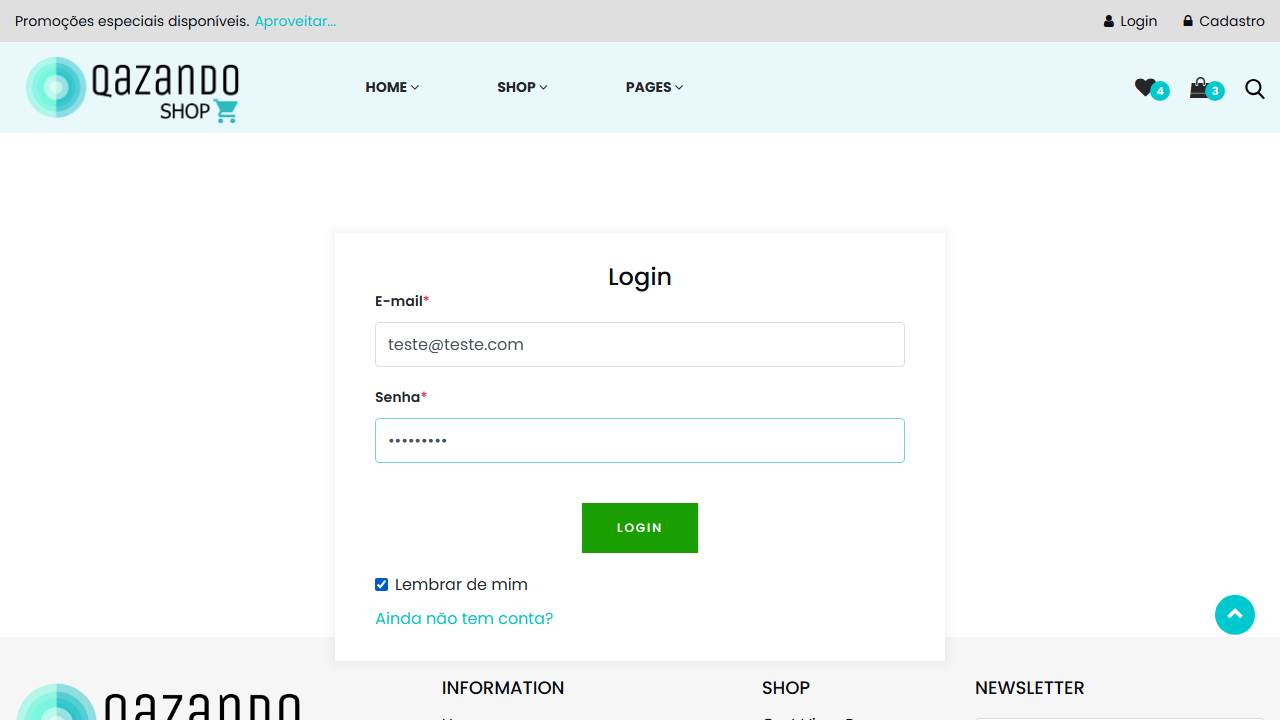 Promoções especiais disponíveis. Aproveitar...
Login
Cadastro
QAZANDO
SHOP
HOME
SHOP
PAGES
4
3
Login
E-mail*
teste@teste.com
Senha*
•••••••••
LOGIN
Lembrar de mim
Ainda não tem conta?
QAZANDO
INFORMATION
SHOP
NEWSLETTER